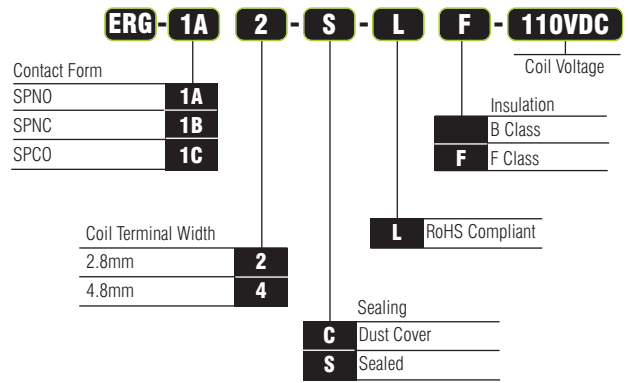 ERG-1A 2-S-L F-110VDC
Coil Voltage
Contact Form
SPNO 1A
SPNC 1B
SPCO 1C
Insulation
B Class
F F Class
L RoHS Compliant
Coil Terminal Width
2.8mm 2
4.8mm 4
Sealing
C Dust Cover
S Sealed